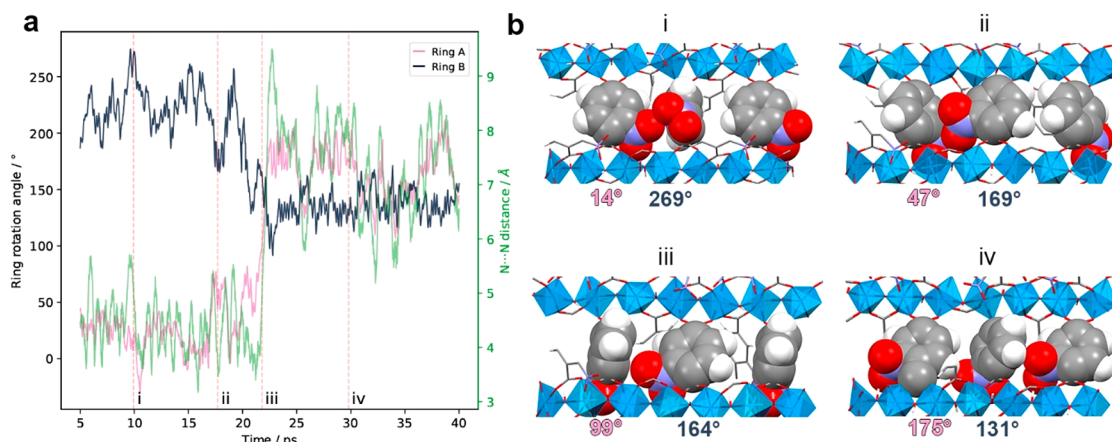 a
Ring rotation angle / °
250
200
150
100
50
0
Ring A
Ring B
9
8
7
6
5
4
3
N···N distance / Å
i
ii
iii
iv
5
10
15
20
25
30
35
40
Time / ps
b
i
ii
14°
269°
47°
169°
iii
iv
99°
164°
175°
131°